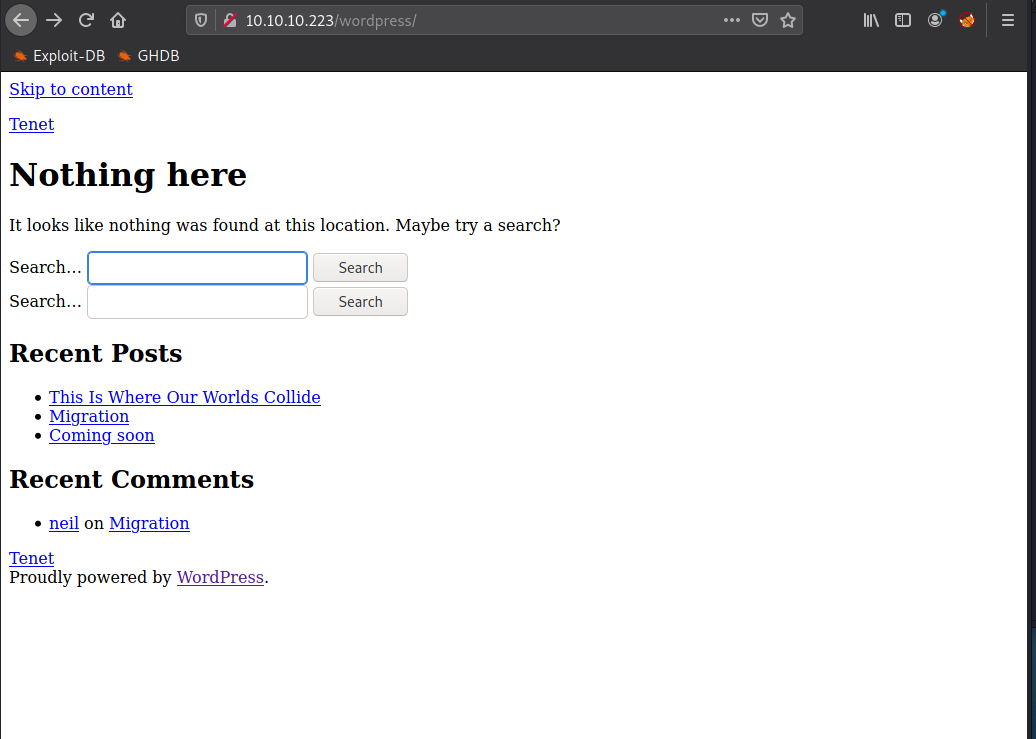 10.10.10.223/wordpress/
Exploit-DB GHDB
Skip to content
Tenet
Nothing here
It looks like nothing was found at this location. Maybe try a search?
Search… Search
Search… Search
Recent Posts
This Is Where Our Worlds Collide
Migration
Coming soon
Recent Comments
neil on Migration
Tenet
Proudly powered by WordPress.